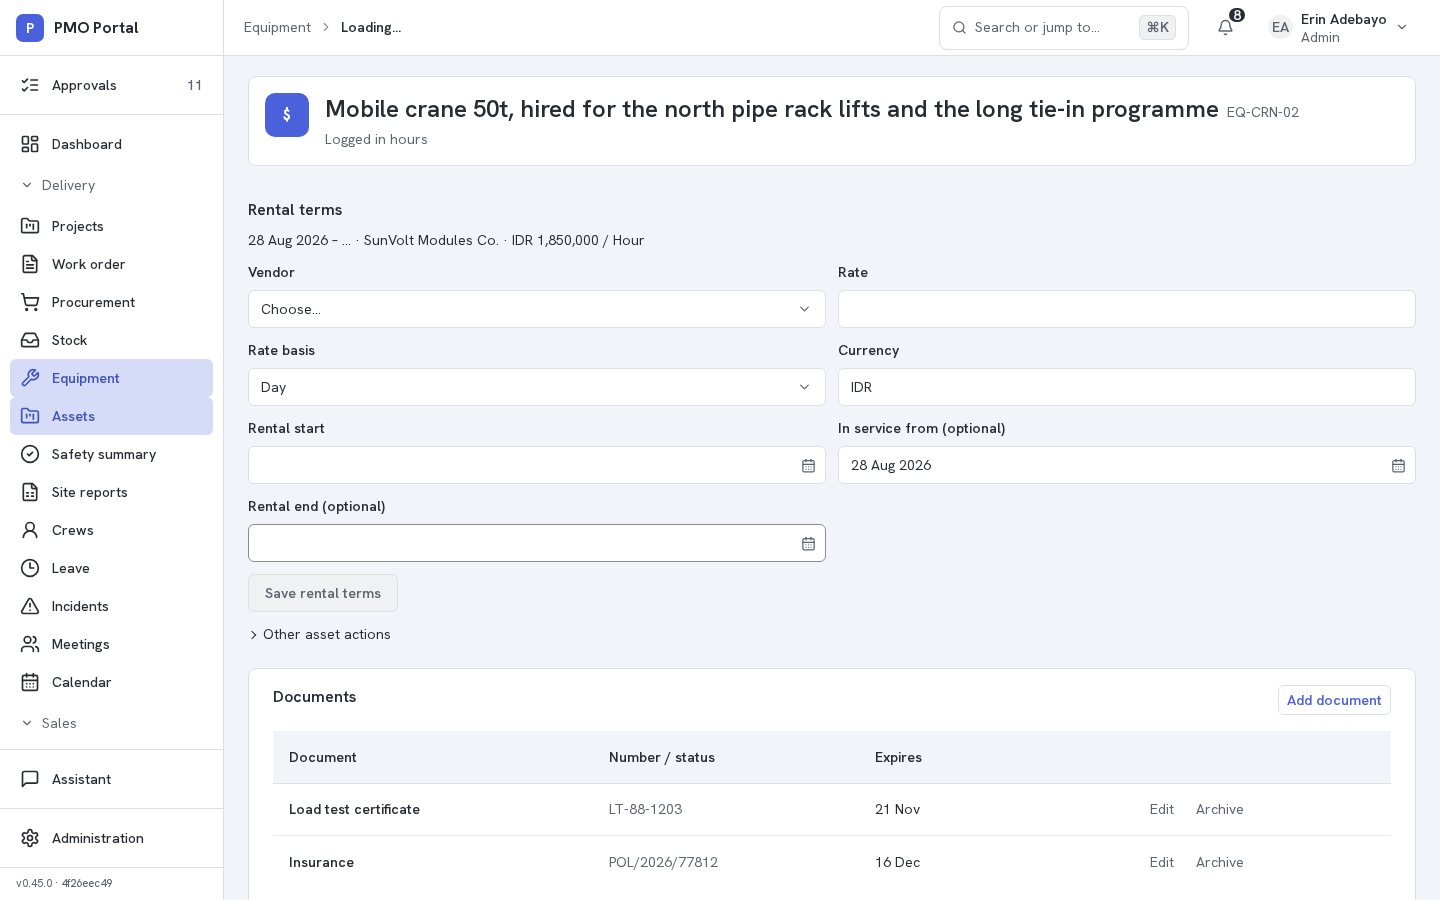 P PMO Portal
Equipment > Loading...
Search or jump to... ⌘K
8
EA Erin Adebayo
Admin
Approvals 11
Dashboard
Delivery
Projects
Work order
Procurement
Stock
Equipment
Assets
Safety summary
Site reports
Crews
Leave
Incidents
Meetings
Calendar
Sales
Assistant
Administration
v0.45.0 · 4f26eec49
$ Mobile crane 50t, hired for the north pipe rack lifts and the long tie-in programme EQ-CRN-02
Logged in hours
Rental terms
28 Aug 2026 – ... · SunVolt Modules Co. · IDR 1,850,000 / Hour
Vendor Rate
Choose...
Rate basis Currency
Day IDR
Rental start In service from (optional)
28 Aug 2026
Rental end (optional)
Save rental terms
Other asset actions
Documents Add document
Document Number / status Expires
Load test certificate LT-88-1203 21 Nov Edit Archive
Insurance POL/2026/77812 16 Dec Edit Archive